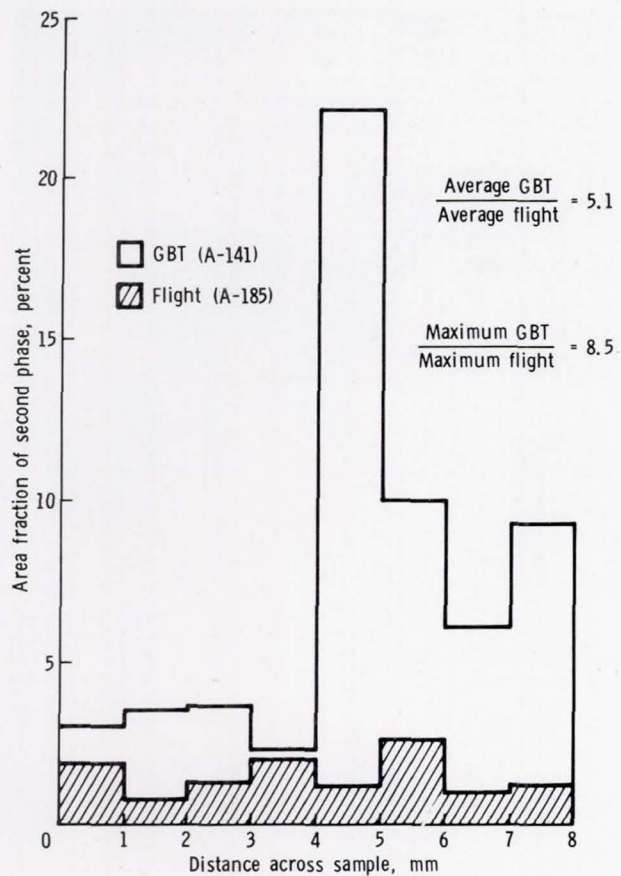 25
20
15
10
5
0
1
2
3
4
5
6
7
8
Area fraction of second phase, percent
Distance across sample, mm
GBT (A-141)
Flight (A-185)
Average GBT
Average flight
= 5.1
Maximum GBT
Maximum flight
= 8.5